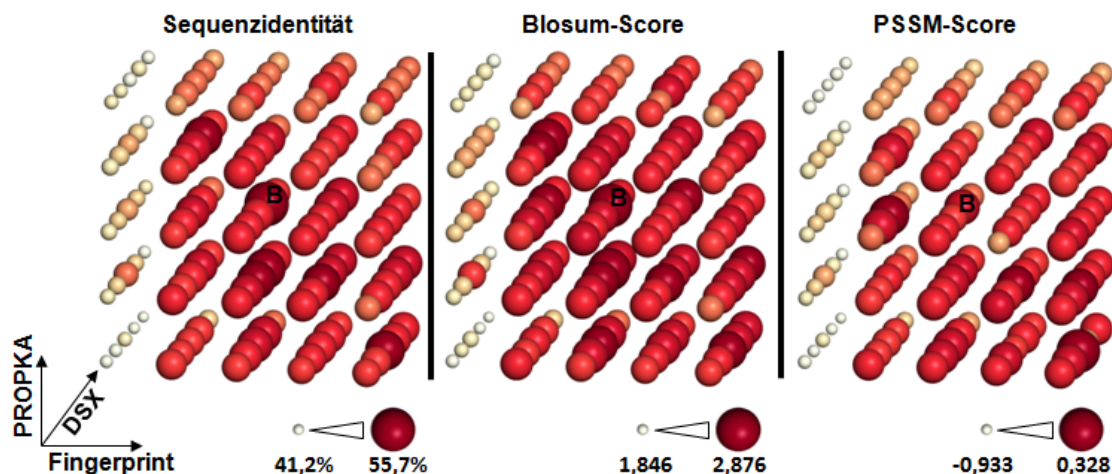 Sequenzidentität
Blosum-Score
PSSM-Score
B
B
B
PROPKA
DSX
Fingerprint
41,2%
55,7%
1,846
2,876
-0,933
0,328